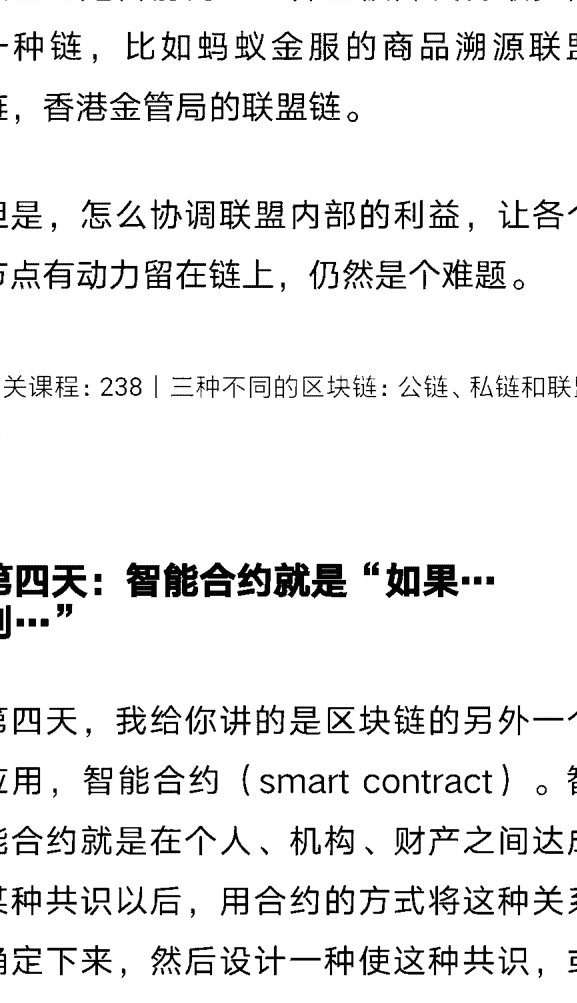 一种链，比如蚂蚁金服的商品溯源联盟
链，香港金管局的联盟链。
但是，怎么协调联盟内部的利益，让各个
节点有动力留在链上，仍然是个难题。
关课程：238｜三种不同的区块链：公链、私链和联盟
第四天：智能合约就是“如果…
则…”
第四天，我给你讲的是区块链的另外一个
应用，智能合约（smart contract）。智
能合约就是在个人、机构、财产之间达成
某种共识以后，用合约的方式将这种关系
确定下来，然后设计一种使这种共识，或